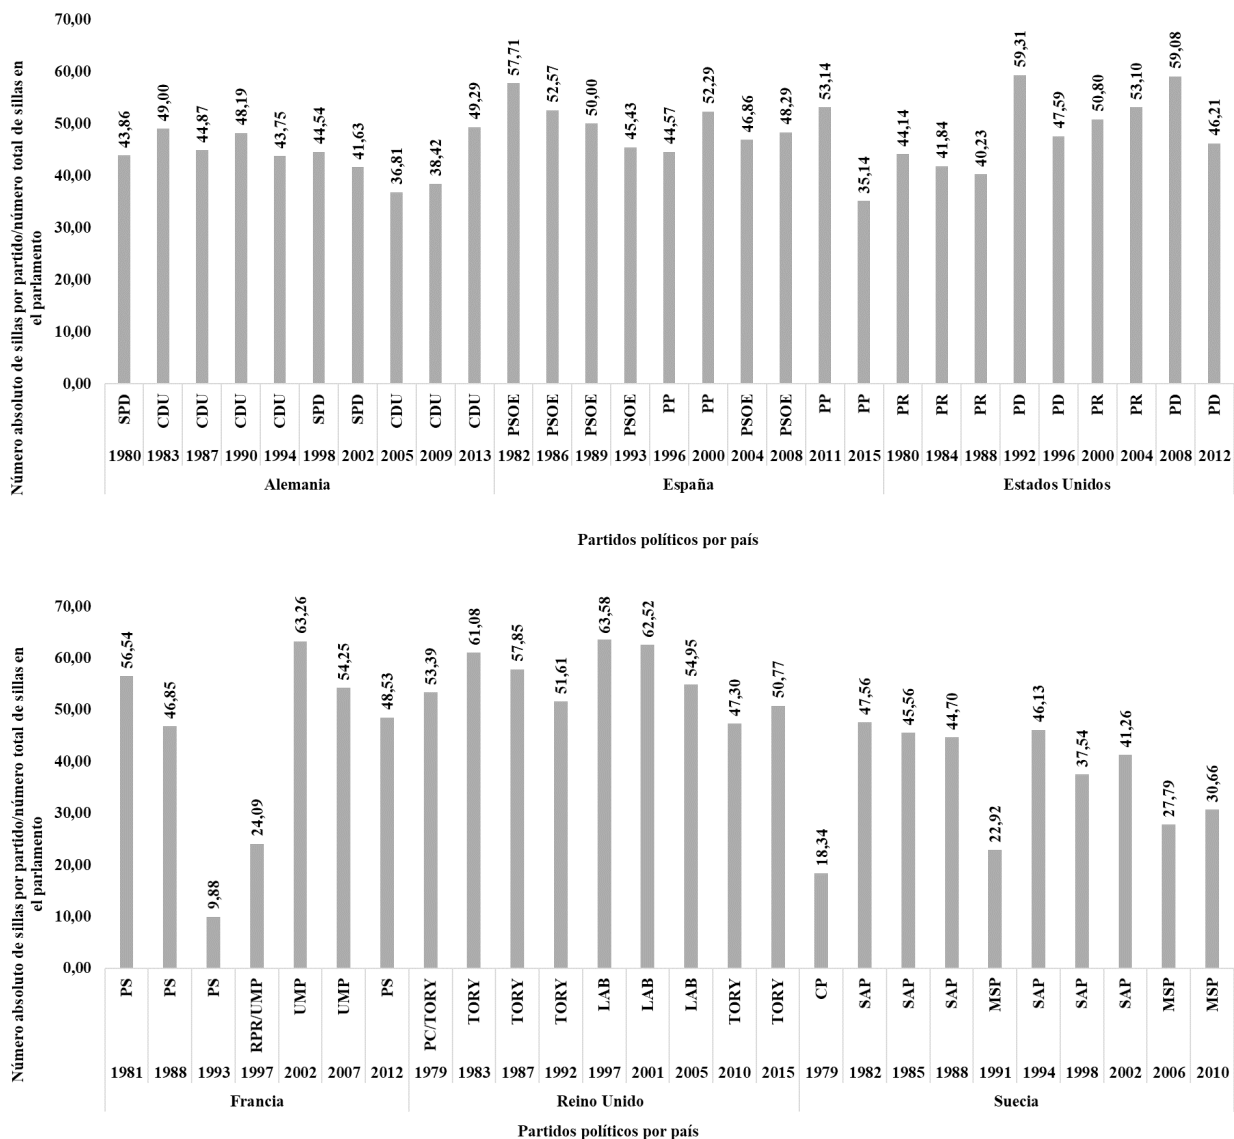 Número absoluto de sillas por partido/número total de sillas en
el parlamento
70,00
60,00
50,00
40,00
30,00
20,00
10,00
0,00
43,86 49,00 44,87 48,19 43,75 44,54 41,63 36,81 38,42 49,29 57,71 52,57 50,00 45,43 44,57 52,29 46,86 48,29 53,14 35,14 44,14 41,84 40,23 59,31 47,59 50,80 53,10 59,08 46,21
SPD CDU CDU CDU CDU SPD SPD CDU CDU CDU PSOE PSOE PSOE PSOE PP PP PSOE PSOE PP PP PR PR PR PD PD PR PR PD PD
1980 1983 1987 1990 1994 1998 2002 2005 2009 2013 1982 1986 1989 1993 1996 2000 2004 2008 2011 2015 1980 1984 1988 1992 1996 2000 2004 2008 2012
Alemania España Estados Unidos
Partidos políticos por país
Número absoluto de sillas por partido/número total de sillas en
el parlamento
70,00
60,00
50,00
40,00
30,00
20,00
10,00
0,00
56,54 46,85 9,88 24,09 63,26 54,25 48,53 53,39 61,08 57,85 51,61 63,58 62,52 54,95 47,30 50,77 18,34 47,56 45,56 44,70 22,92 46,13 37,54 41,26 27,79 30,66
PS PS PS RPR/UMP UMP UMP PS PC/TORY TORY TORY TORY LAB LAB LAB TORY TORY CP SAP SAP SAP MSP SAP SAP SAP MSP MSP
1981 1988 1993 1997 2002 2007 2012 1979 1983 1987 1992 1997 2001 2005 2010 2015 1979 1982 1985 1988 1991 1994 1998 2002 2006 2010
Francia Reino Unido Suecia
Partidos políticos por país